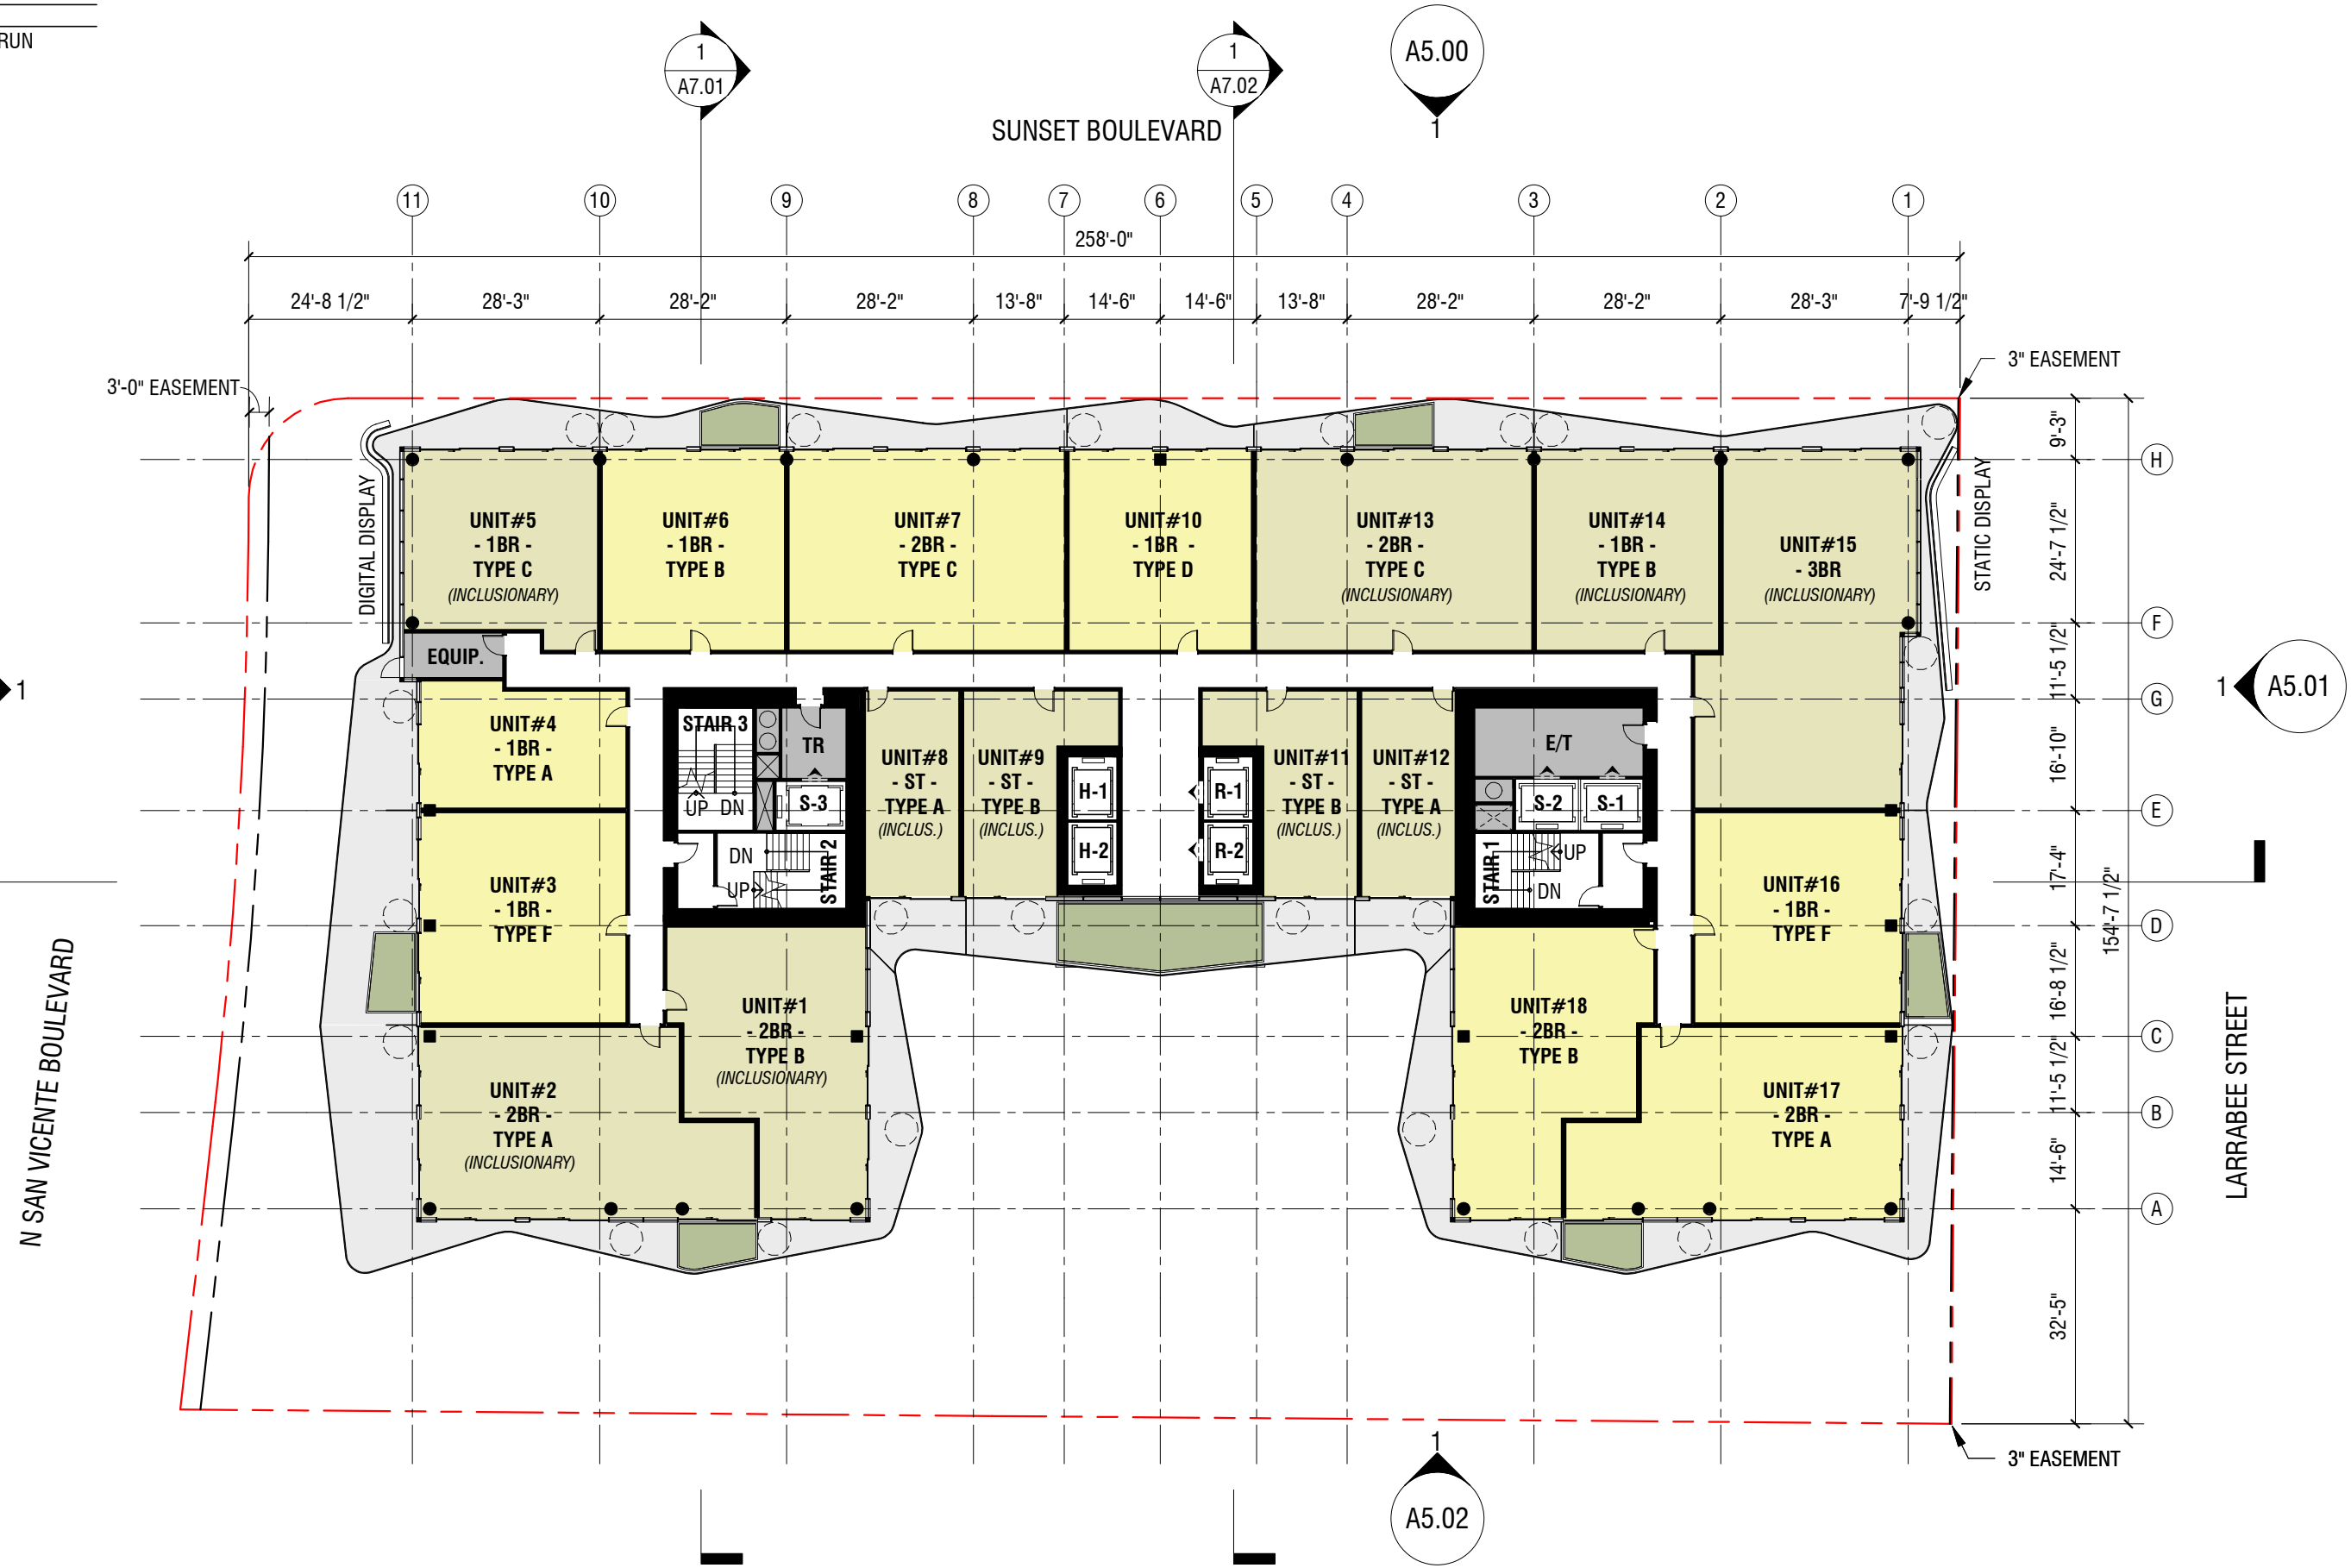 RUN
1
A7.01
1
A7.02
A5.00
1
SUNSET BOULEVARD
11
10
9
8
7
6
5
4
3
2
1
258'-0"
24'-8 1/2"
28'-3"
28'-2"
28'-2"
13'-8"
14'-6"
14'-6"
13'-8"
28'-2"
28'-2"
28'-3"
7'-9 1/2"
3'-0" EASEMENT
3" EASEMENT
9'-3"
H
24'-7 1/2"
F
11'-5 1/2"
G
16'-10"
E
17'-4"
D
16'-8 1/2"
C
11'-5 1/2"
B
14'-6"
A
32'-5"
154'-7 1/2"
DIGITAL DISPLAY
STATIC DISPLAY
UNIT#5
- 1BR -
TYPE C
(INCLUSIONARY)
UNIT#6
- 1BR -
TYPE B
UNIT#7
- 2BR -
TYPE C
UNIT#10
- 1BR -
TYPE D
UNIT#13
- 2BR -
TYPE C
(INCLUSIONARY)
UNIT#14
- 1BR -
TYPE B
(INCLUSIONARY)
UNIT#15
- 3BR
(INCLUSIONARY)
EQUIP.
1
1
A5.01
UNIT#4
- 1BR -
TYPE A
STAIR 3
UP
DN
TR
S-3
UNIT#8
- ST -
TYPE A
(INCLUS.)
UNIT#9
- ST -
TYPE B
(INCLUS.)
H-1
H-2
R-1
R-2
UNIT#11
- ST -
TYPE B
(INCLUS.)
UNIT#12
- ST -
TYPE A
(INCLUS.)
E/T
S-2
S-1
DN
UP
STAIR 2
STAIR 1
UP
DN
UNIT#3
- 1BR -
TYPE F
UNIT#16
- 1BR -
TYPE F
UNIT#1
- 2BR -
TYPE B
(INCLUSIONARY)
UNIT#18
- 2BR -
TYPE B
UNIT#2
- 2BR -
TYPE A
(INCLUSIONARY)
UNIT#17
- 2BR -
TYPE A
N SAN VICENTE BOULEVARD
LARRABEE STREET
3" EASEMENT
1
A5.02